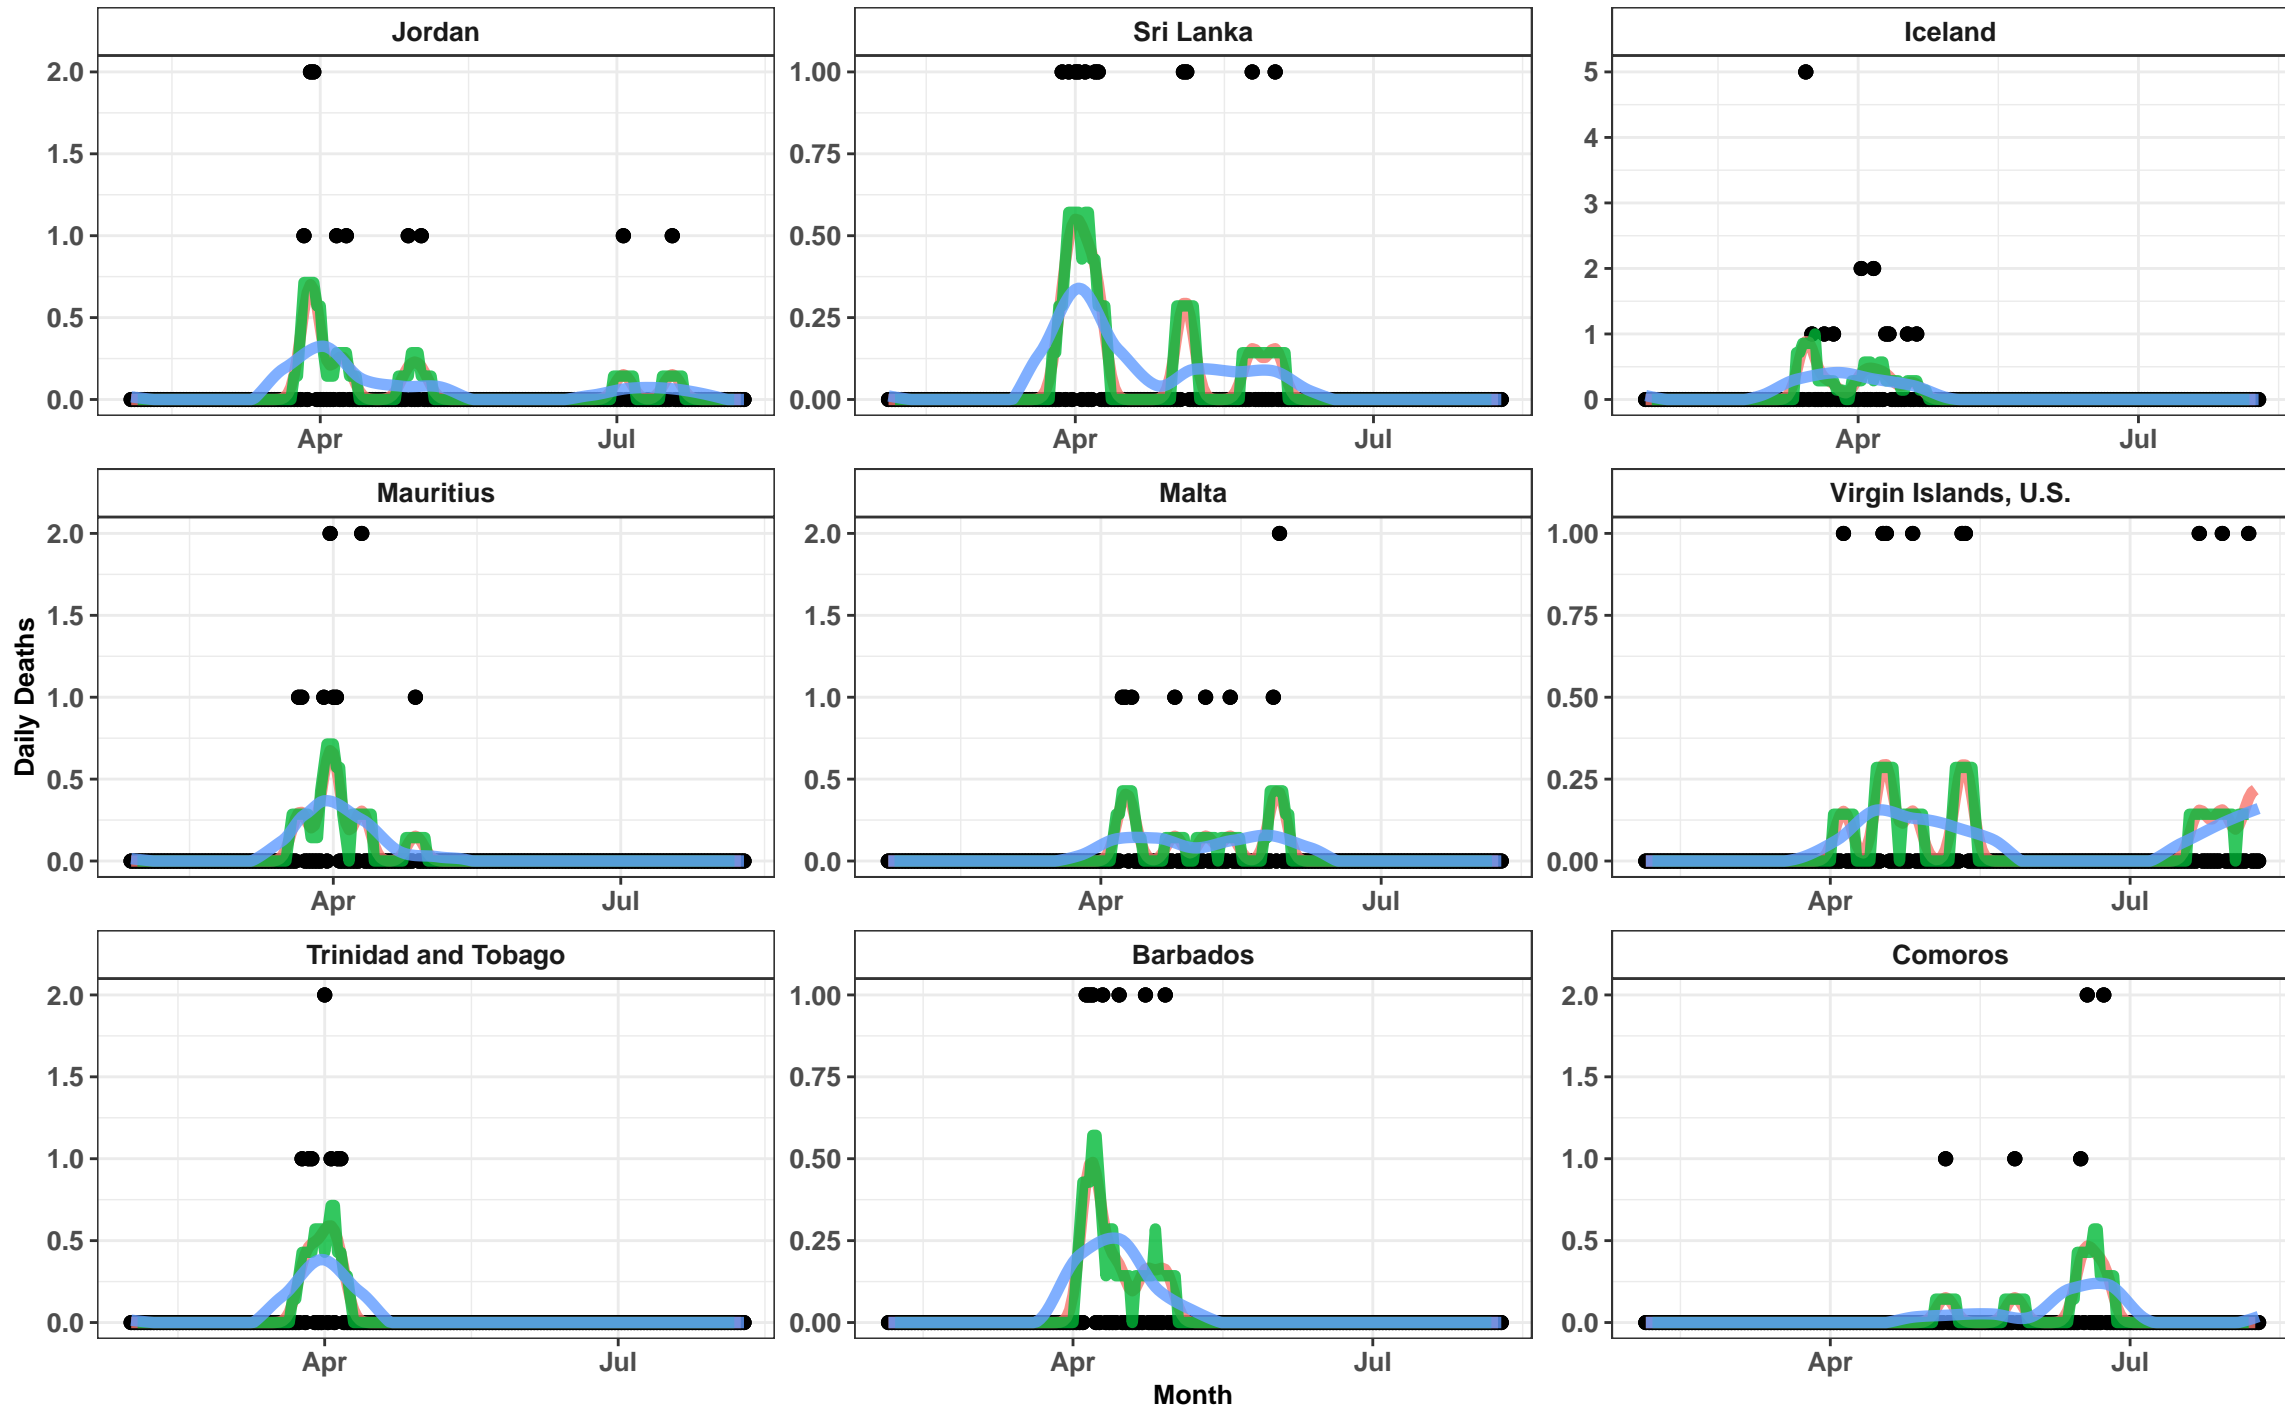 Jordan
Sri Lanka
Iceland
2.0
1.5
1.0
0.5
0.0
Apr
Jul
1.00
0.75
0.50
0.25
0.00
Apr
Jul
5
4
3
2
1
0
Apr
Jul
Mauritius
Malta
Virgin Islands, U.S.
2.0
1.5
1.0
0.5
0.0
Apr
Jul
2.0
1.5
1.0
0.5
0.0
Apr
Jul
1.00
0.75
0.50
0.25
0.00
Apr
Jul
Daily Deaths
Trinidad and Tobago
Barbados
Comoros
2.0
1.5
1.0
0.5
0.0
Apr
Jul
1.00
0.75
0.50
0.25
0.00
Apr
Jul
2.0
1.5
1.0
0.5
0.0
Apr
Jul
Month